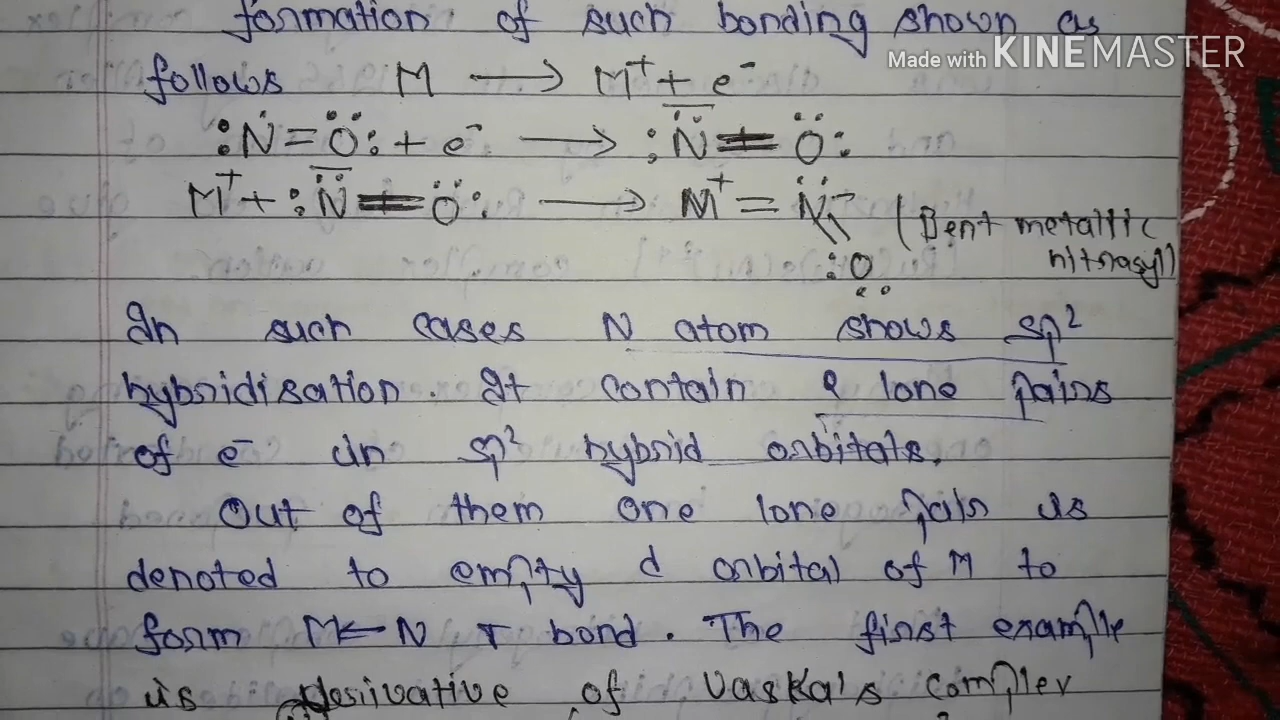 formation of such bonding shown as
Made with KINEMASTER
follows M ⟶ M⁺ + e⁻
:N=O: + e⁻ ⟶ :N=O:
M⁺ + :N=O: ⟶ M⁺=N⁻ (Bent metallic
:O nitrosyl)
In such cases N atom shows sp²
hybridisation. It contain 2 lone pairs
of e⁻ in sp² hybrid orbitals.
Out of them one lone pair is
denoted to empty d orbital of M to
form M←N σ bond. The first example
is desiivative of Vaska's complex